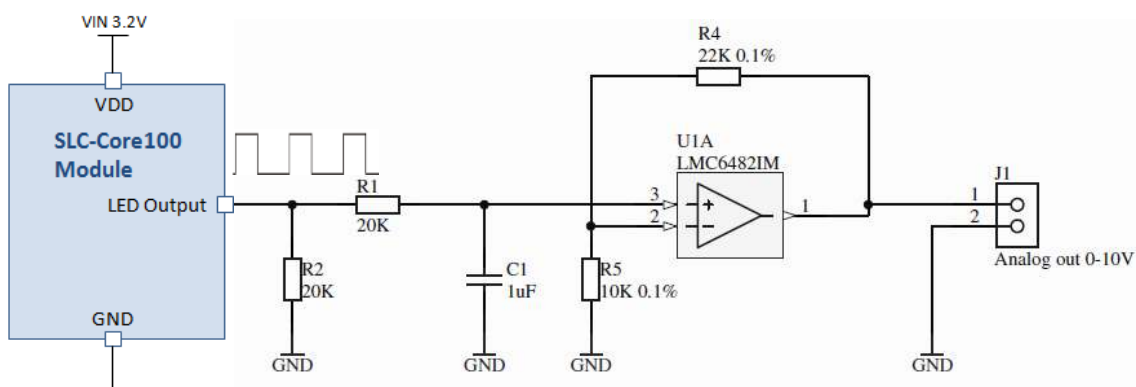 VIN 3.2V
VDD
SLC-Core100
Module
LED Output
GND
R1
20K
R2
20K
GND
C1
1uF
GND
R4
22K 0.1%
U1A
LMC6482IM
3
2
1
R5
10K 0.1%
GND
J1
1
2
Analog out 0-10V
GND